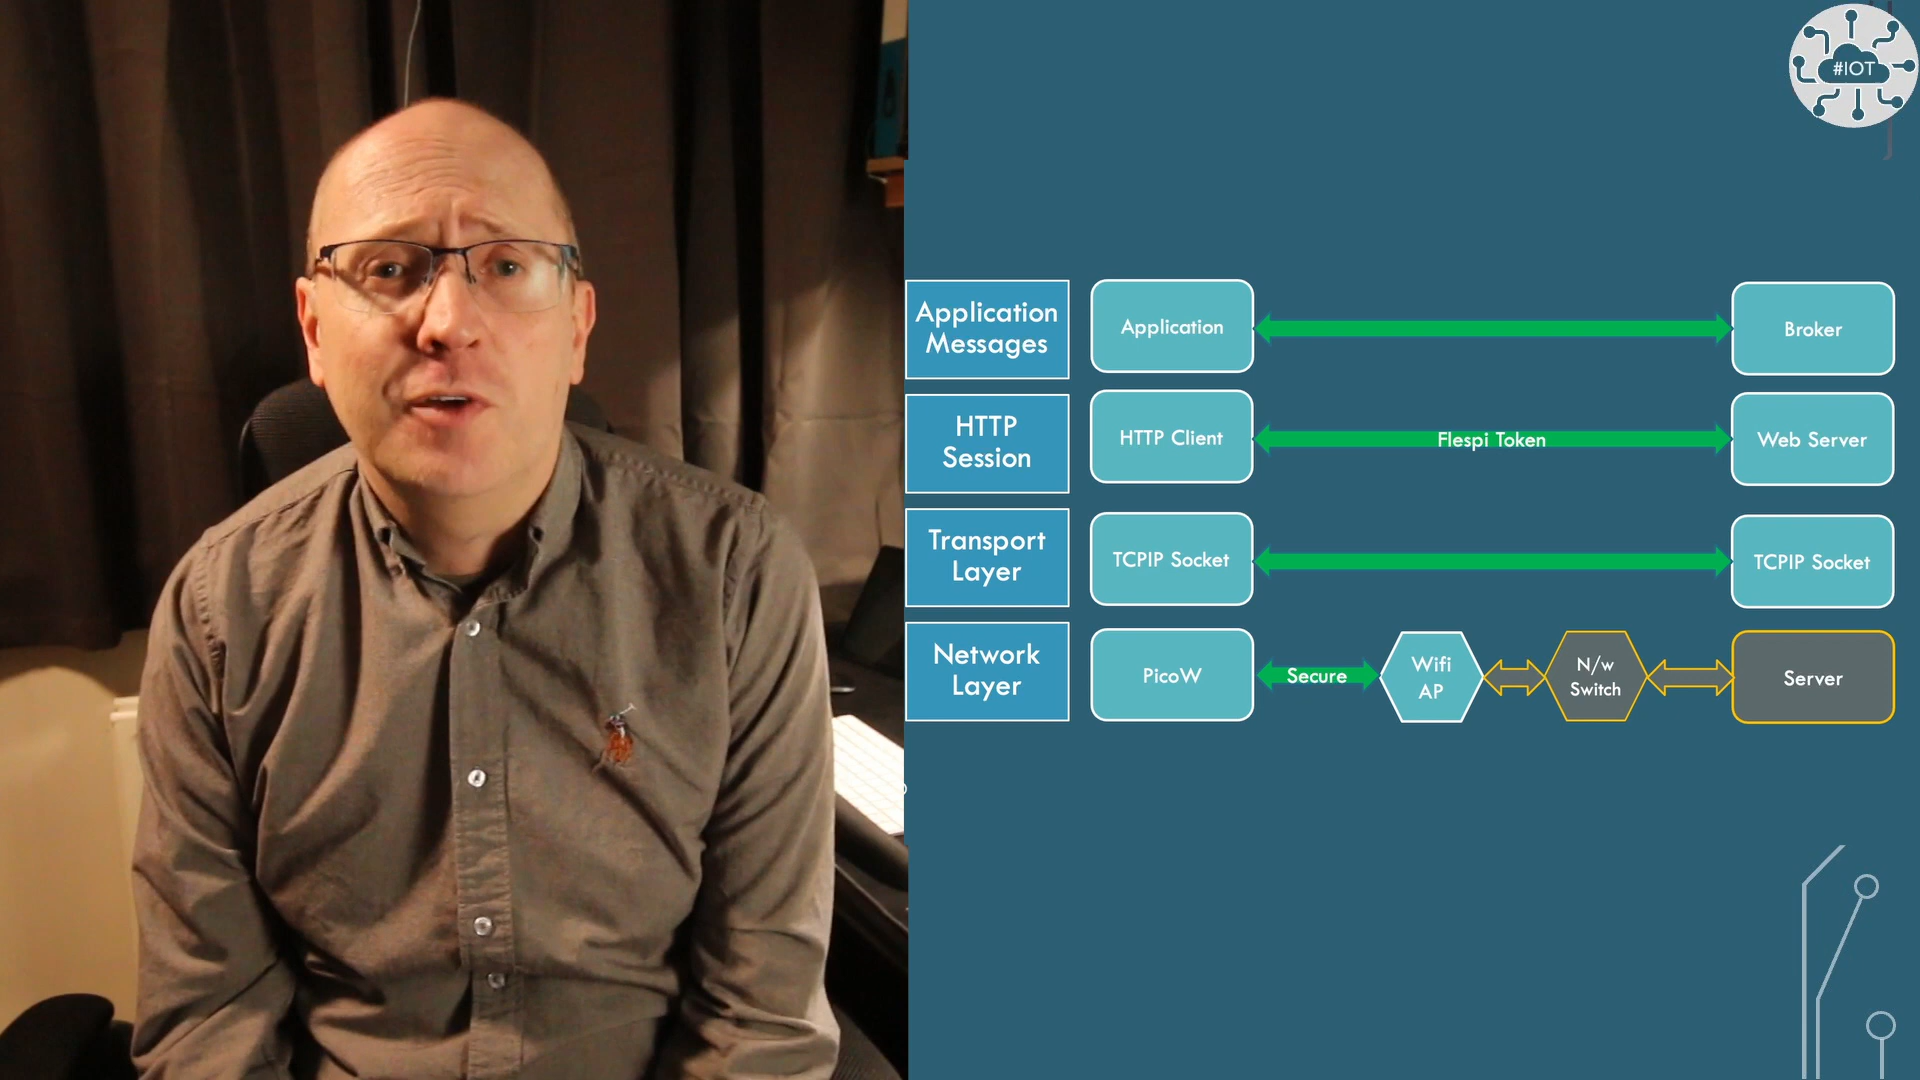 #IOT
Application
Messages
Application
Broker
HTTP
Session
HTTP Client
Flespi Token
Web Server
Transport
Layer
TCPIP Socket
TCPIP Socket
Network
Layer
PicoW
Secure
Wifi
AP
N/w
Switch
Server